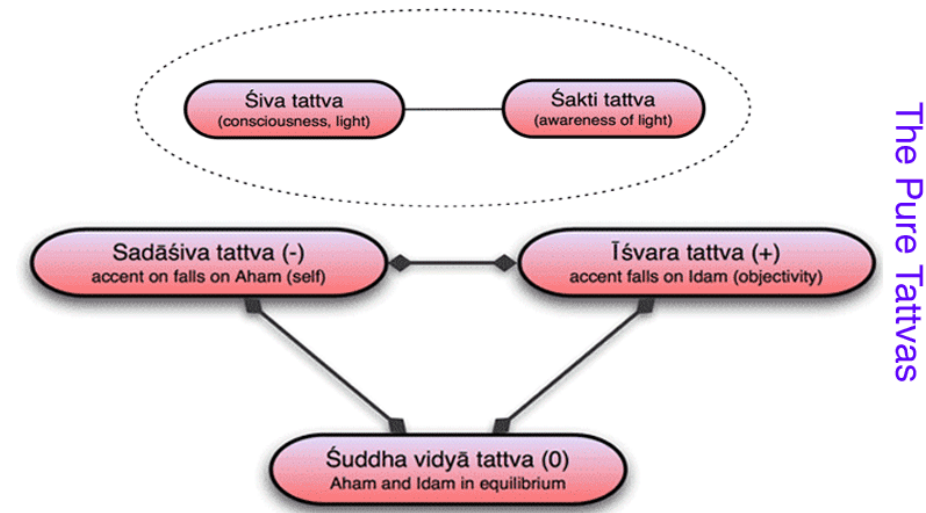 Śiva tattva
(consciousness, light)
Śakti tattva
(awareness of light)
Sadāśiva tattva (-)
accent on falls on Aham (self)
Īśvara tattva (+)
accent falls on Idam (objectivity)
Śuddha vidyā tattva (0)
Aham and Idam in equilibrium
The Pure Tattvas